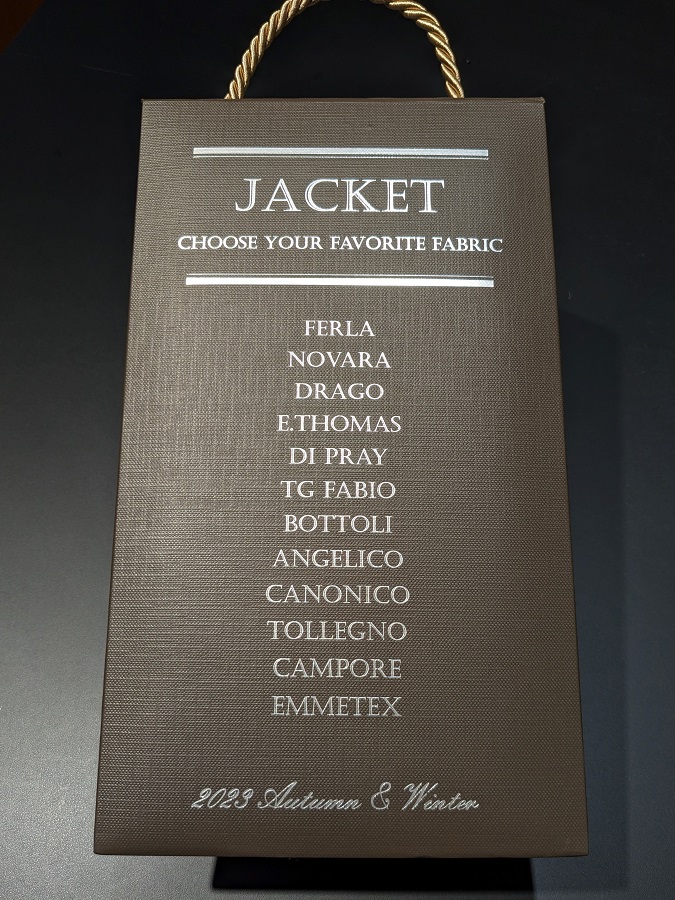 JACKET
CHOOSE YOUR FAVORITE FABRIC
FERLA
NOVARA
DRAGO
E.THOMAS
DI PRAY
TG FABIO
BOTTOLI
ANGELICO
CANONICO
TOLLEGNO
CAMPORE
EMMETEX
2023 Autumn & Winter